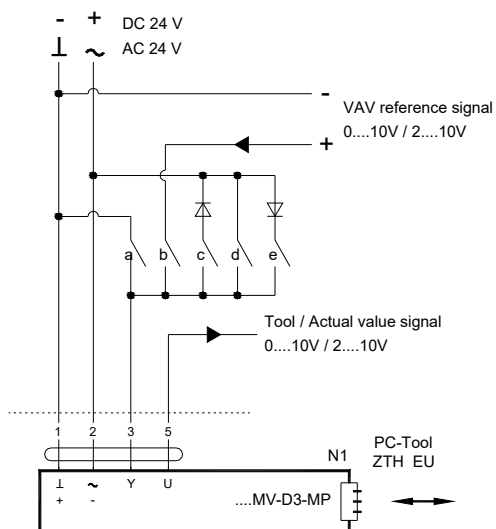 - + DC 24 V
⊥ ~ AC 24 V
-
VAV reference signal
+ 0....10V / 2....10V
a b c d e
Tool / Actual value signal
0....10V / 2....10V
1 2 3 5
N1 PC-Tool
ZTH EU
⊥ ~ Y U
+ - ....MV-D3-MP